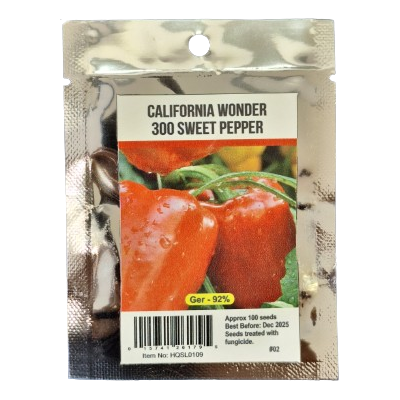 CALIFORNIA WONDER
300 SWEET PEPPER
Ger - 92%
Approx 100 seeds
Best Before: Dec 2025
Seeds treated with
fungicide.
#02
Item No: HQSL0109